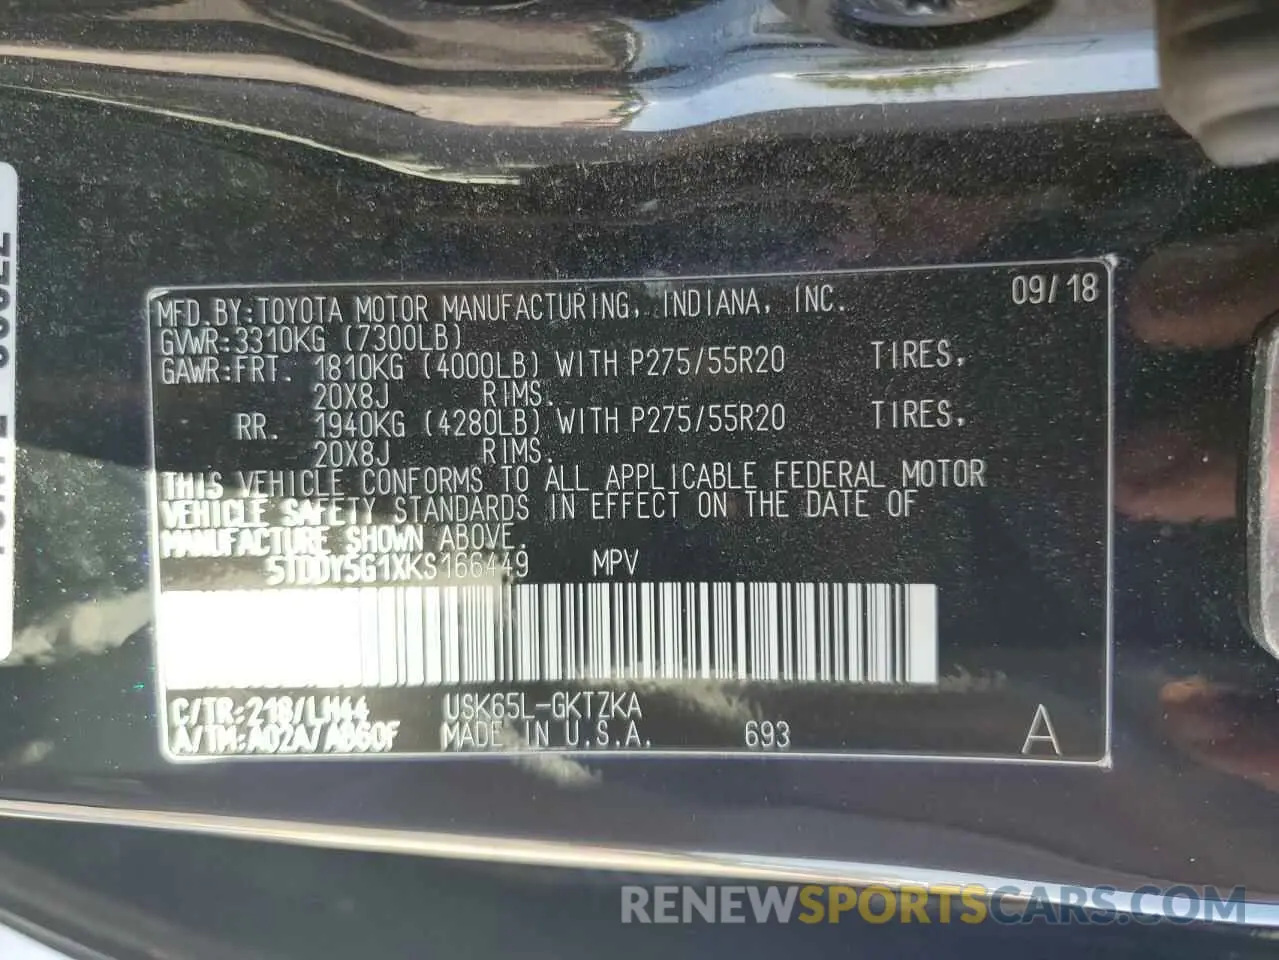 MFD. BY: TOYOTA MOTOR MANUFACTURING, INDIANA, INC. 09/18
GVWR: 3310KG (7300LB)
GAWR: FRT. 1810KG (4000LB) WITH P275/55R20 TIRES,
20X8J RIMS.
RR. 1940KG (4280LB) WITH P275/55R20 TIRES,
20X8J RIMS.
THIS VEHICLE CONFORMS TO ALL APPLICABLE FEDERAL MOTOR
VEHICLE SAFETY STANDARDS IN EFFECT ON THE DATE OF
MANUFACTURE SHOWN ABOVE.
5TDDY5G1XKS166449 MPV
C/TR: 218/LH44 USK65L-GKTZKA
A/TM: A02A/AB60F MADE IN U.S.A. 693 A
RENEWSPORTSCARS.COM